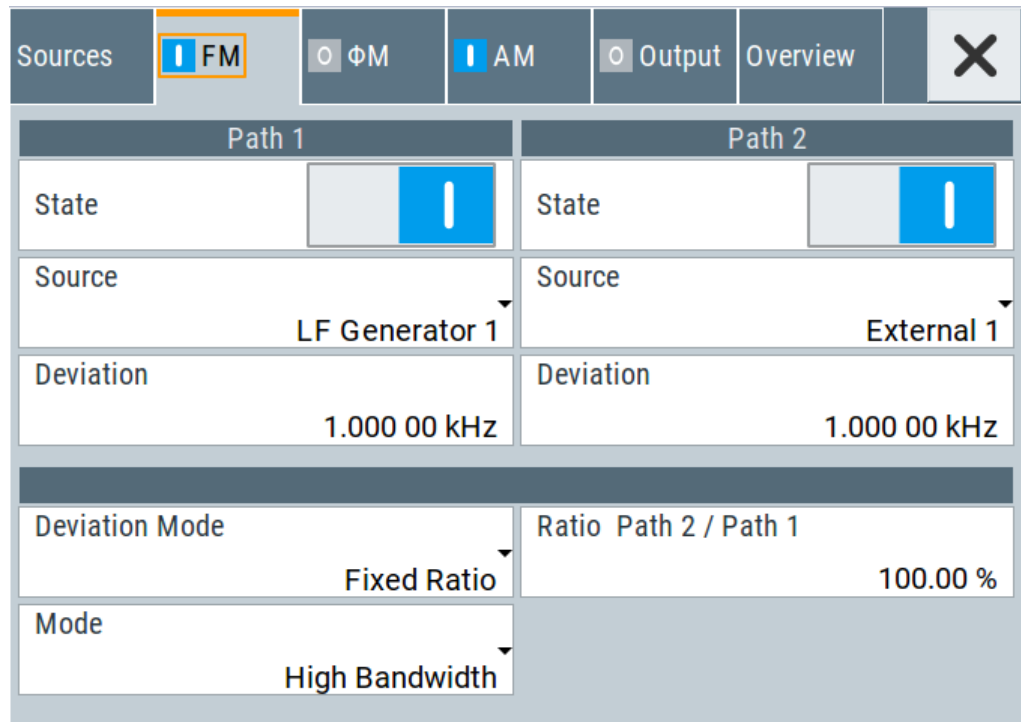 Sources FM ΦM AM Output Overview
Path 1 Path 2
State State
Source Source
LF Generator 1 External 1
Deviation Deviation
1.000 00 kHz 1.000 00 kHz
Deviation Mode Ratio Path 2 / Path 1
Fixed Ratio 100.00 %
Mode
High Bandwidth